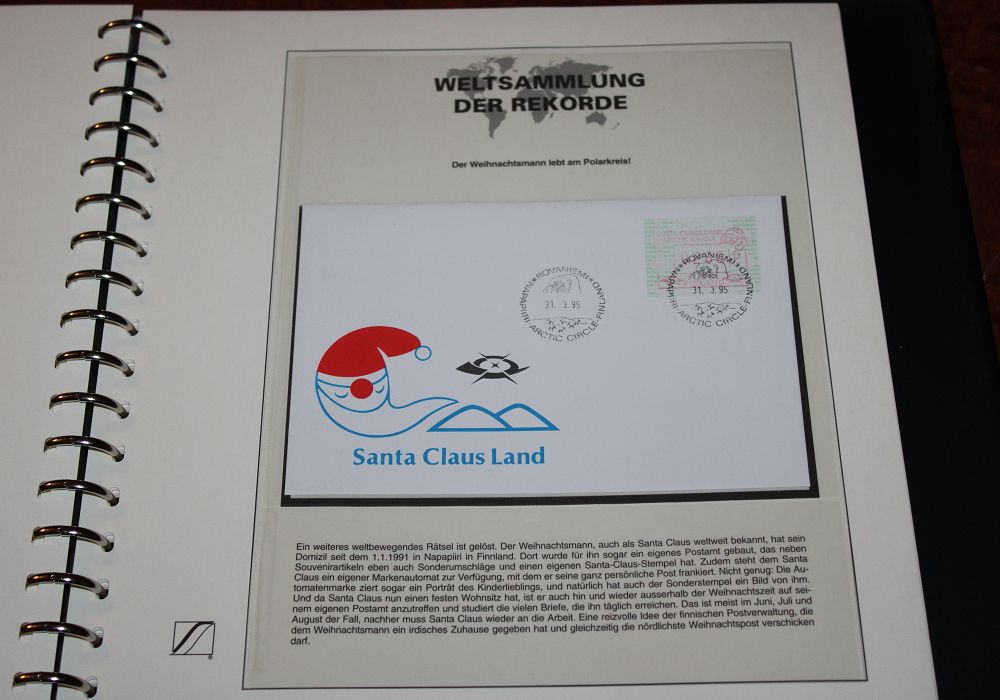 WELTSAMMLUNG
DER REKORDE
Der Weihnachtsmann lebt am Polarkreis!
SANTA CLAUS LAND
ARCTIC CIRCLE
★ ROVANIEMI ★
31. 3. 95
NAPAPIIRI ARCTIC CIRCLE-FINLAND
★ ROVANIEMI ★
31. 3. 95
NAPAPIIRI ARCTIC CIRCLE-FINLAND
Santa Claus Land
Ein weiteres weltbewegendes Rätsel ist gelöst. Der Weihnachtsmann, auch als Santa Claus weltweit bekannt, hat sein
Domizil seit dem 1.1.1991 in Napapiiri in Finnland. Dort wurde für ihn sogar ein eigenes Postamt gebaut, das neben
Souvenirartikeln eben auch Sonderumschläge und einen eigenen Santa-Claus-Stempel hat. Zudem steht dem Santa
Claus ein eigener Markenautomat zur Verfügung, mit dem er seine ganz persönliche Post frankiert. Nicht genug: Die Au-
tomatenmarke ziert sogar ein Porträt des Kinderlieblings, und natürlich hat auch der Sonderstempel ein Bild von ihm.
Und da Santa Claus nun einen festen Wohnsitz hat, ist er auch hin und wieder ausserhalb der Weihnachtszeit auf sei-
nem eigenen Postamt anzutreffen und studiert die vielen Briefe, die ihn täglich erreichen. Das ist meist im Juni, Juli und
August der Fall, nachher muss Santa Claus wieder an die Arbeit. Eine reizvolle Idee der finnischen Postverwaltung, die
dem Weihnachtsmann ein irdisches Zuhause gegeben hat und gleichzeitig die nördlichste Weihnachtspost verschicken
darf.
®